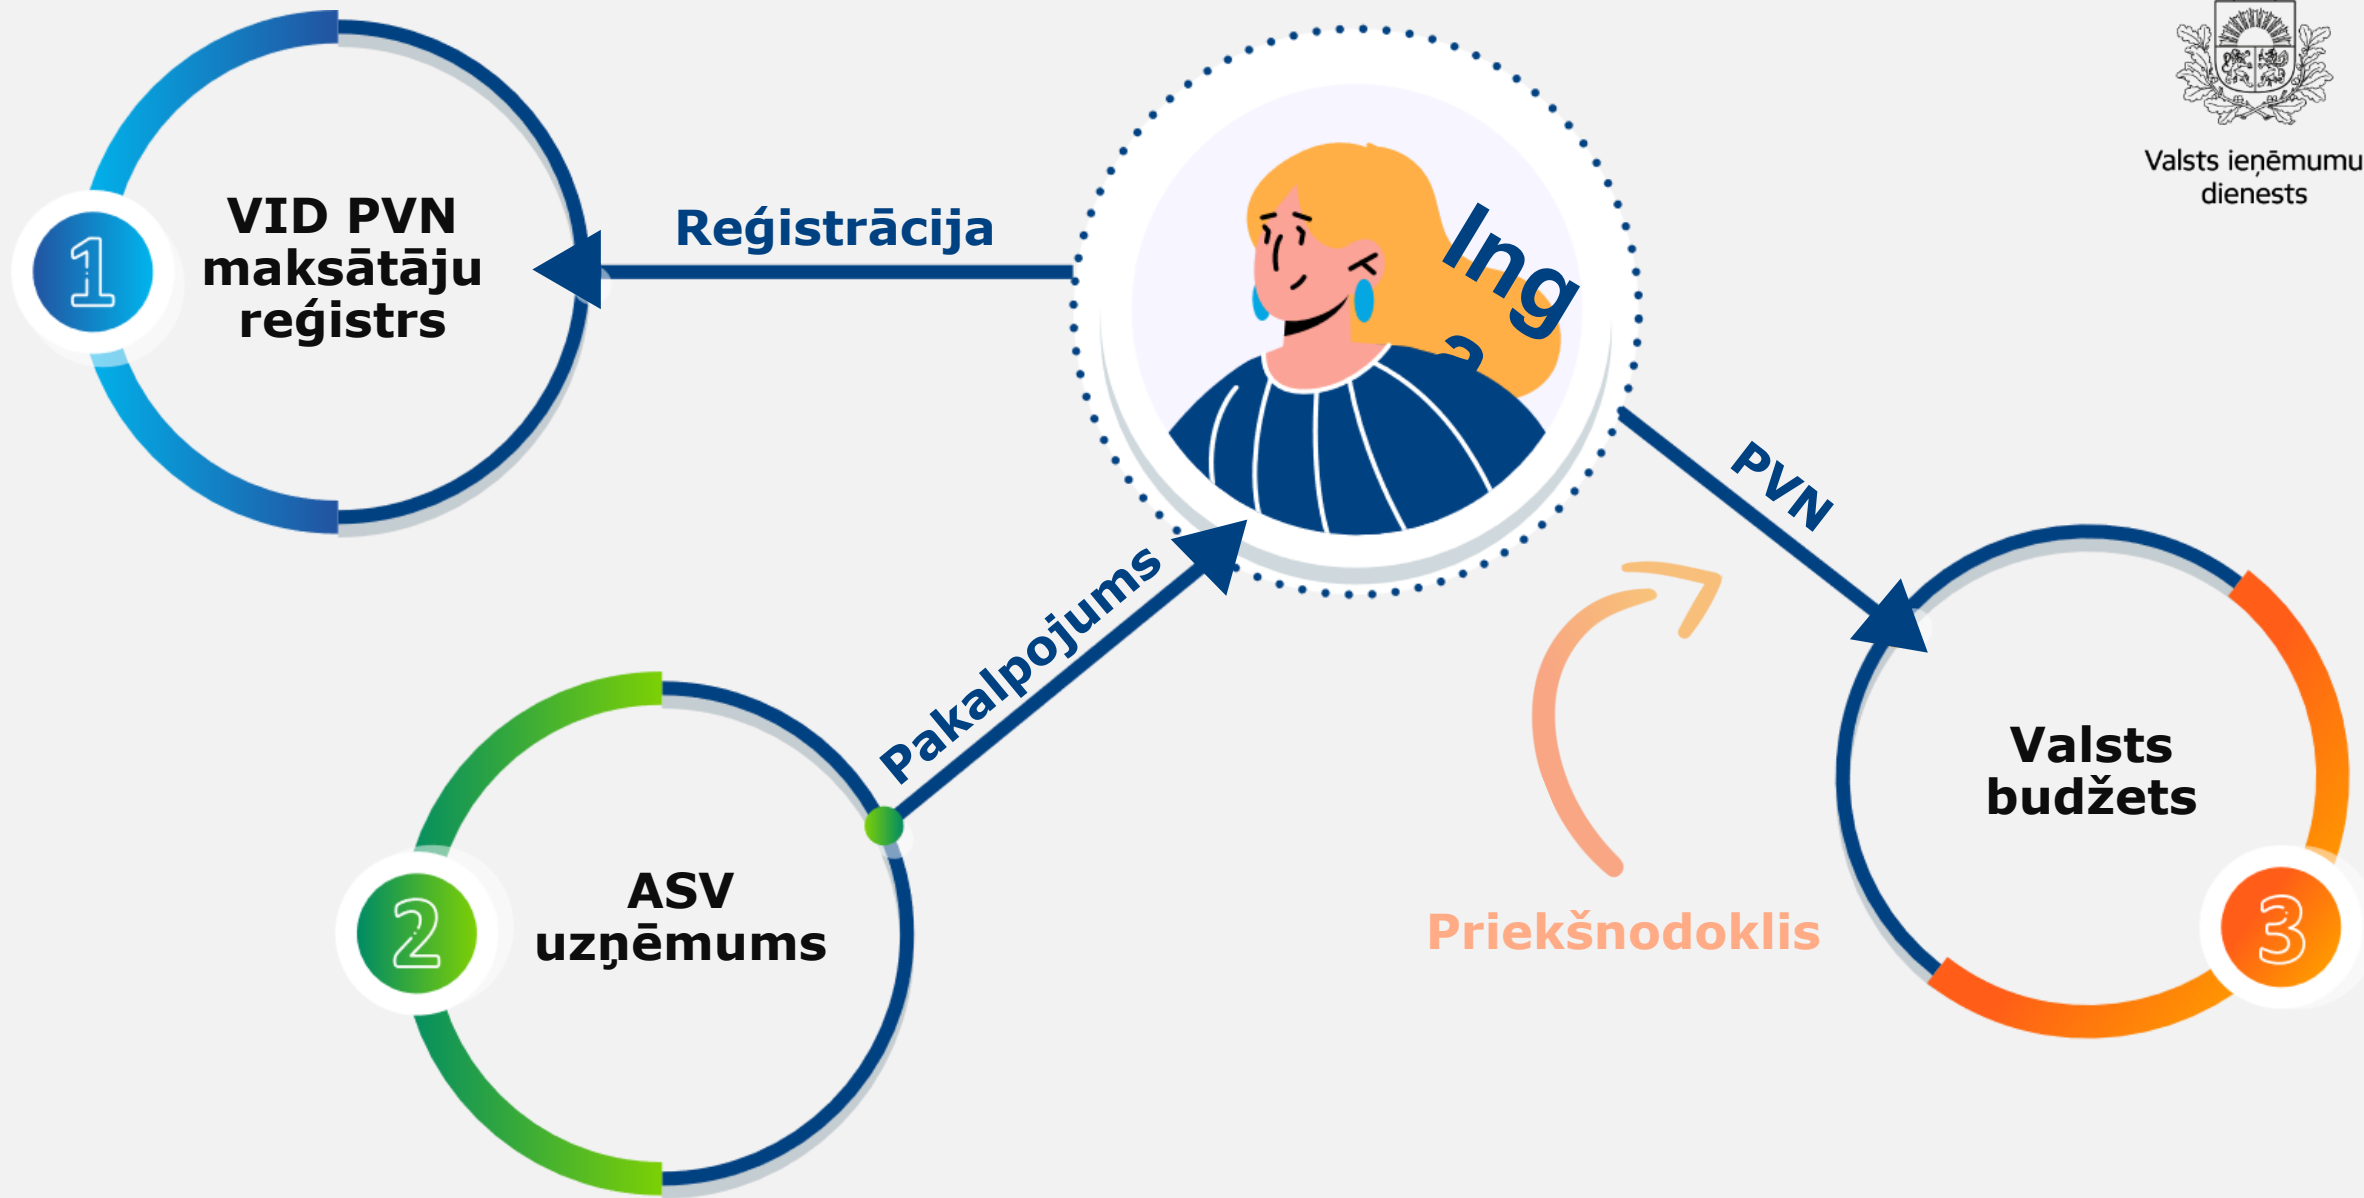 Valsts ieņēmumu
dienests
1
VID PVN
maksātāju
reģistrs
Reģistrācija
Ing
a
PVN
Pakalpojums
2
ASV
uzņēmums
Priekšnodoklis
Valsts
budžets
3